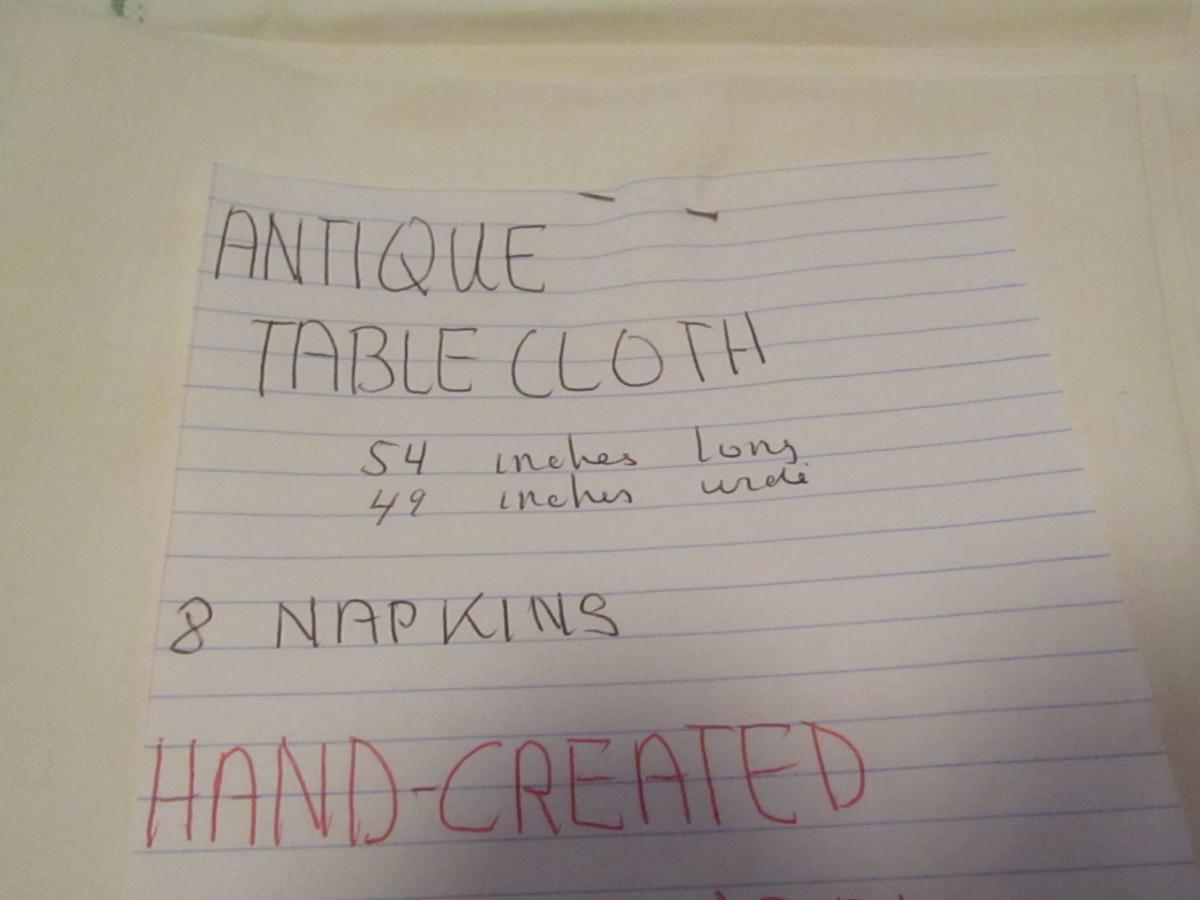 ANTIQUE
TABLE CLOTH
54 inches long
49 inches wide
8 NAPKINS
HAND-CREATED